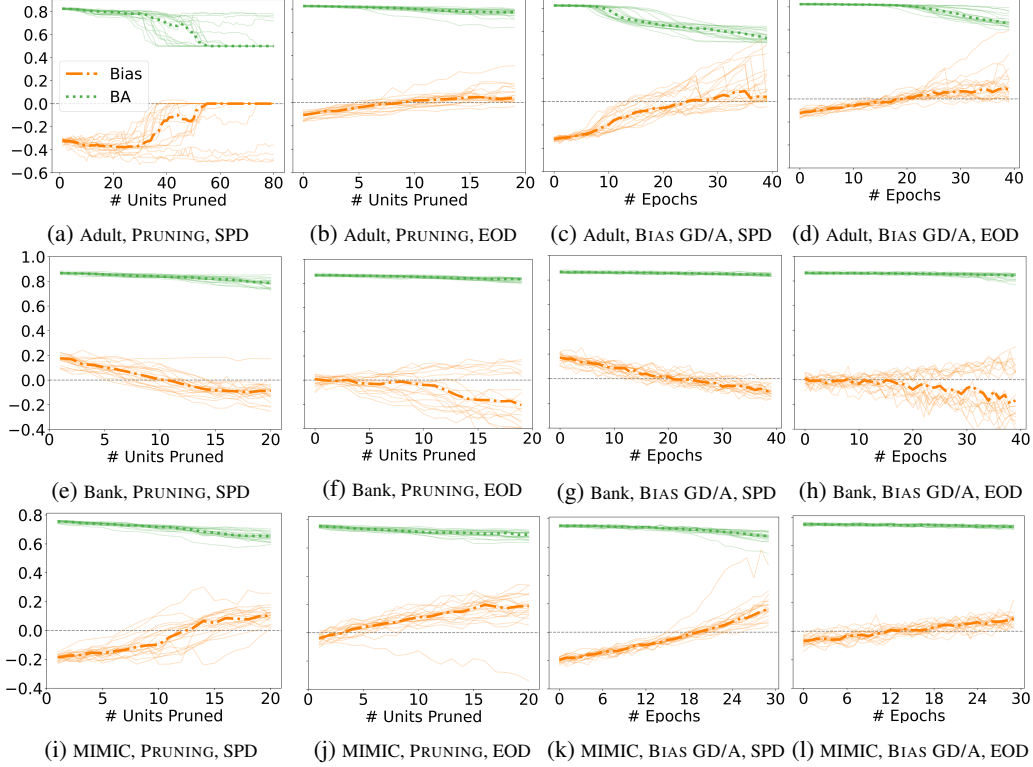 0.8
0.6
0.4
0.2
0.0
−0.2
−0.4
−0.6
Bias
BA
0 20 40 60 80
# Units Pruned
0 5 10 15 20
# Units Pruned
0 10 20 30 40
# Epochs
0 10 20 30 40
# Epochs
(a) Adult, PRUNING, SPD
(b) Adult, PRUNING, EOD
(c) Adult, BIAS GD/A, SPD
(d) Adult, BIAS GD/A, EOD
1.0
0.8
0.6
0.4
0.2
0.0
−0.2
−0.4
0 5 10 15 20
# Units Pruned
0 5 10 15 20
# Units Pruned
0 10 20 30 40
# Epochs
0 10 20 30 40
# Epochs
(e) Bank, PRUNING, SPD
(f) Bank, PRUNING, EOD
(g) Bank, BIAS GD/A, SPD
(h) Bank, BIAS GD/A, EOD
0.8
0.6
0.4
0.2
0.0
−0.2
−0.4
0 5 10 15 20
# Units Pruned
0 5 10 15 20
# Units Pruned
0 6 12 18 24 30
# Epochs
0 6 12 18 24 30
# Epochs
(i) MIMIC, PRUNING, SPD
(j) MIMIC, PRUNING, EOD
(k) MIMIC, BIAS GD/A, SPD
(l) MIMIC, BIAS GD/A, EOD